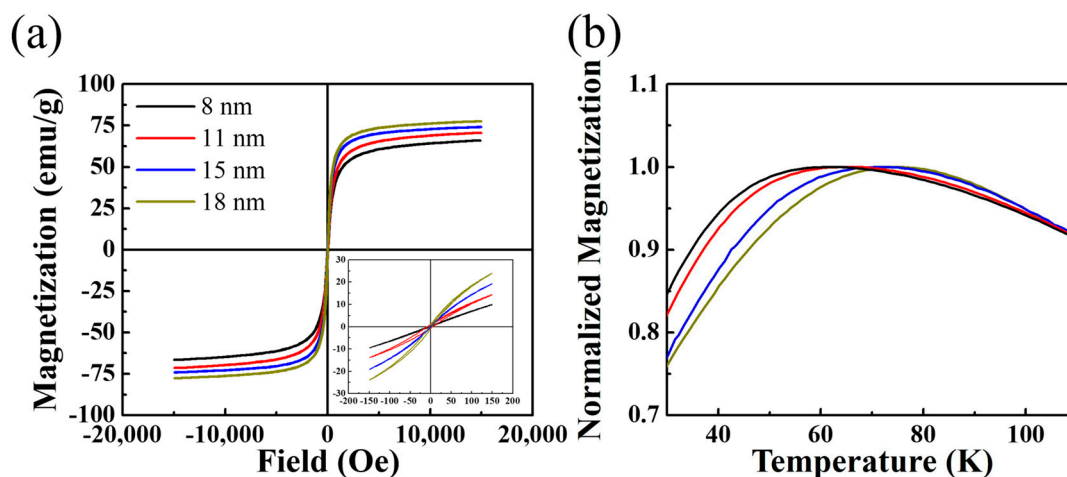 (a)
Magnetization (emu/g)
100
75
50
25
0
-25
-50
-75
-100
8 nm
11 nm
15 nm
18 nm
30
20
10
0
-10
-20
-30
-200 -150 -100 -50 0 50 100 150 200
-20,000 -10,000 0 10,000 20,000
Field (Oe)
(b)
Normalized Magnetization
1.1
1.0
0.9
0.8
0.7
40 60 80 100
Temperature (K)